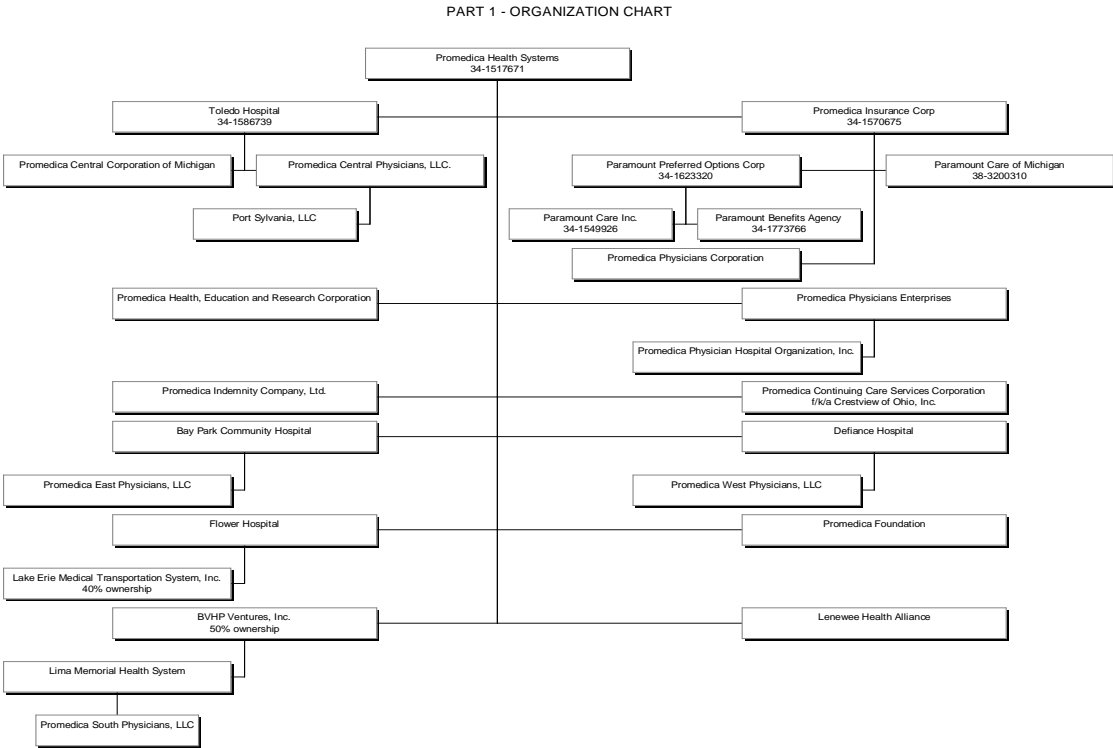 PART 1 - ORGANIZATION CHART
Promedica Health Systems
34-1517671
Toledo Hospital
34-1586739
Promedica Insurance Corp
34-1570675
Promedica Central Corporation of Michigan
Promedica Central Physicians, LLC.
Paramount Preferred Options Corp
34-1623320
Paramount Care of Michigan
38-3200310
Port Sylvania, LLC
Paramount Care Inc.
34-1549926
Paramount Benefits Agency
34-1773766
Promedica Physicians Corporation
Promedica Health, Education and Research Corporation
Promedica Physicians Enterprises
Promedica Physician Hospital Organization, Inc.
Promedica Indemnity Company, Ltd.
Promedica Continuing Care Services Corporation
f/k/a Crestview of Ohio, Inc.
Bay Park Community Hospital
Defiance Hospital
Promedica East Physicians, LLC
Promedica West Physicians, LLC
Flower Hospital
Promedica Foundation
Lake Erie Medical Transportation System, Inc.
40% ownership
BVHP Ventures, Inc.
50% ownership
Lenewee Health Alliance
Lima Memorial Health System
Promedica South Physicians, LLC